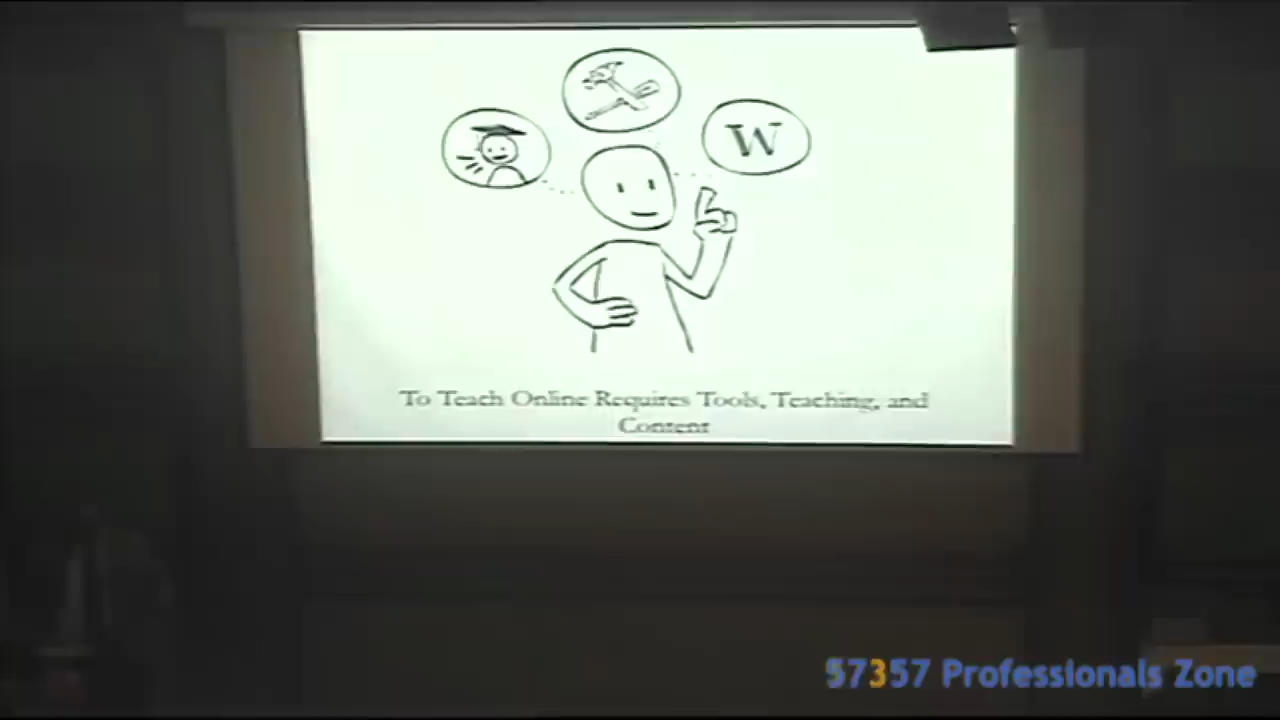 W
To Teach Online Requires Tools, Teaching, and
Content
57357 Professionals Zone